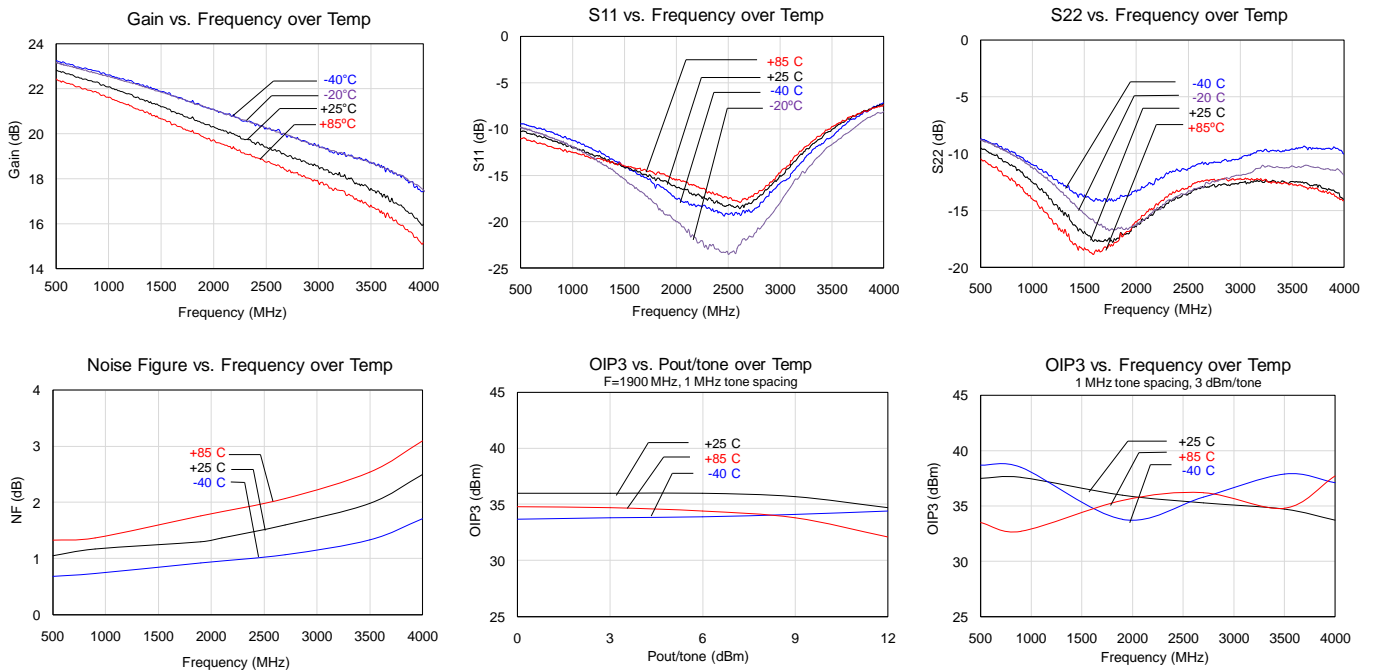 Gain vs. Frequency over Temp
24
22
20
18
16
14
Gain (dB)
-40°C
-20°C
+25°C
+85ºC
500 1000 1500 2000 2500 3000 3500 4000
Frequency (MHz)
S11 vs. Frequency over Temp
0
-5
-10
-15
-20
-25
S11 (dB)
+85 C
+25 C
-40 C
-20ºC
500 1000 1500 2000 2500 3000 3500 4000
Frequency (MHz)
S22 vs. Frequency over Temp
0
-5
-10
-15
-20
S22 (dB)
-40 C
-20 C
+25 C
+85ºC
500 1000 1500 2000 2500 3000 3500 4000
Frequency (MHz)
Noise Figure vs. Frequency over Temp
4
3
2
1
0
NF (dB)
+85 C
+25 C
-40 C
500 1000 1500 2000 2500 3000 3500 4000
Frequency (MHz)
OIP3 vs. Pout/tone over Temp
F=1900 MHz, 1 MHz tone spacing
45
40
35
30
25
OIP3 (dBm)
+25 C
+85 C
-40 C
0 3 6 9 12
Pout/tone (dBm)
OIP3 vs. Frequency over Temp
1 MHz tone spacing, 3 dBm/tone
45
40
35
30
25
OIP3 (dBm)
+25 C
+85 C
-40 C
500 1000 1500 2000 2500 3000 3500 4000
Frequency (MHz)